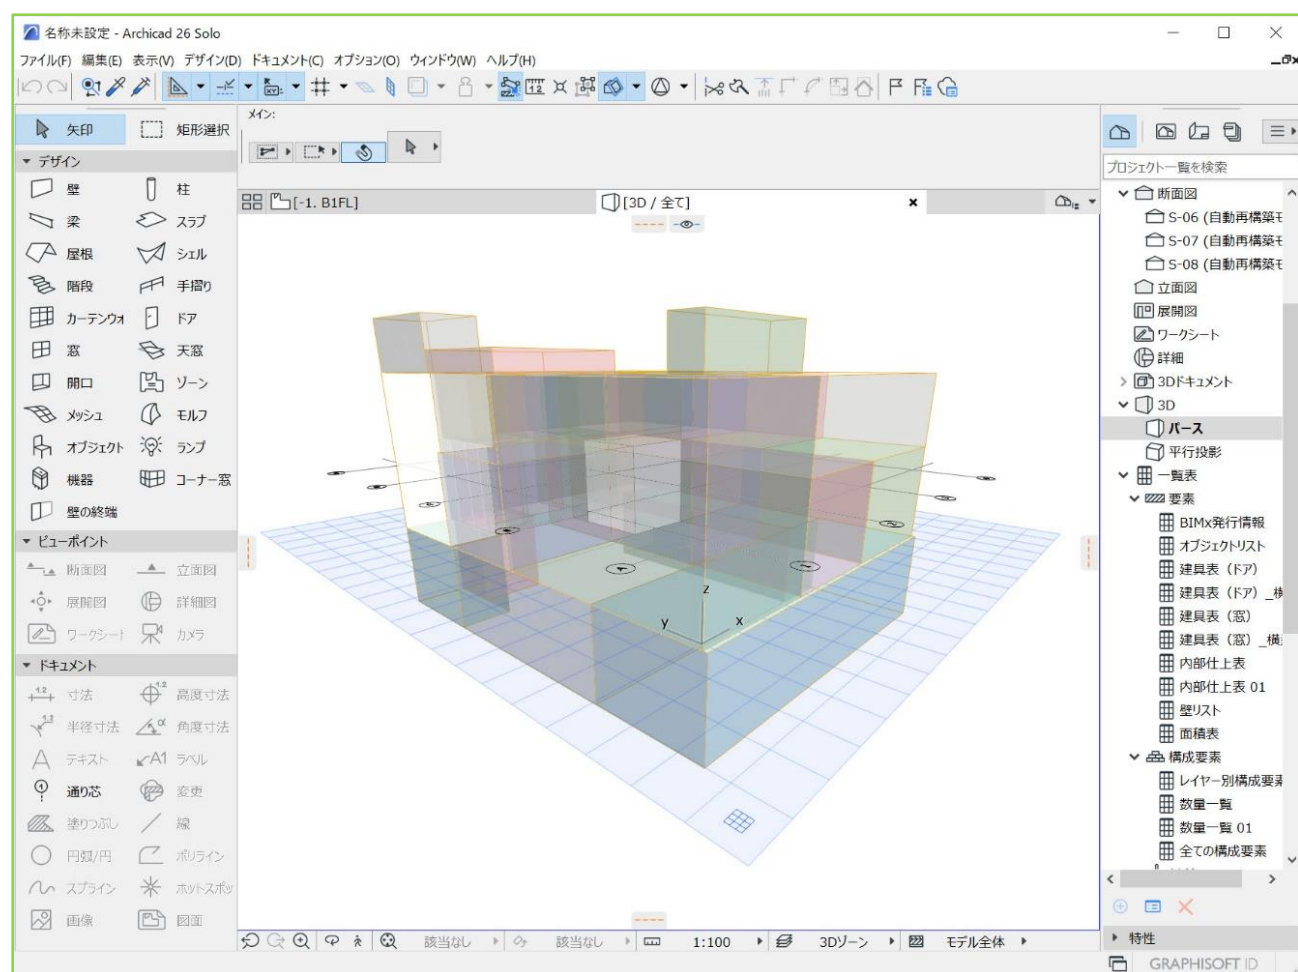 名称未設定 - Archicad 26 Solo
ファイル(F) 編集(E) 表示(V) デザイン(D) ドキュメント(C) オプション(O) ウィンドウ(W) ヘルプ(H)
メイン:
矢印 矩形選択
デザイン
壁 柱
梁 スラブ
屋根 シェル
階段 手摺り
カーテンウォ ドア
窓 天窓
開口 ゾーン
メッシュ モルフ
オブジェクト ランプ
機器 コーナー窓
壁の終端
ビューポイント
断面図 立面図
展開図 詳細図
ワークシート カメラ
ドキュメント
寸法 高度寸法
半径寸法 角度寸法
テキスト A1 ラベル
通り芯 変更
塗りつぶし 線
円弧/円 ポリライン
スプライン ホットスポッ
画像 図面
[-1. B1FL] [3D / 全て]
z
y x
該当なし 該当なし 1:100 3Dゾーン モデル全体
プロジェクト一覧を検索
断面図
S-06 (自動再構築モ
S-07 (自動再構築モ
S-08 (自動再構築モ
立面図
展開図
ワークシート
詳細
3Dドキュメント
3D
パース
平行投影
一覧表
要素
BIMx発行情報
オブジェクトリスト
建具表（ドア）
建具表（ドア）_横
建具表（窓）
建具表（窓）_横
内部仕上表
内部仕上表 01
壁リスト
面積表
構成要素
レイヤー別構成要素
数量一覧
数量一覧 01
全ての構成要素
特性
GRAPHISOFT ID